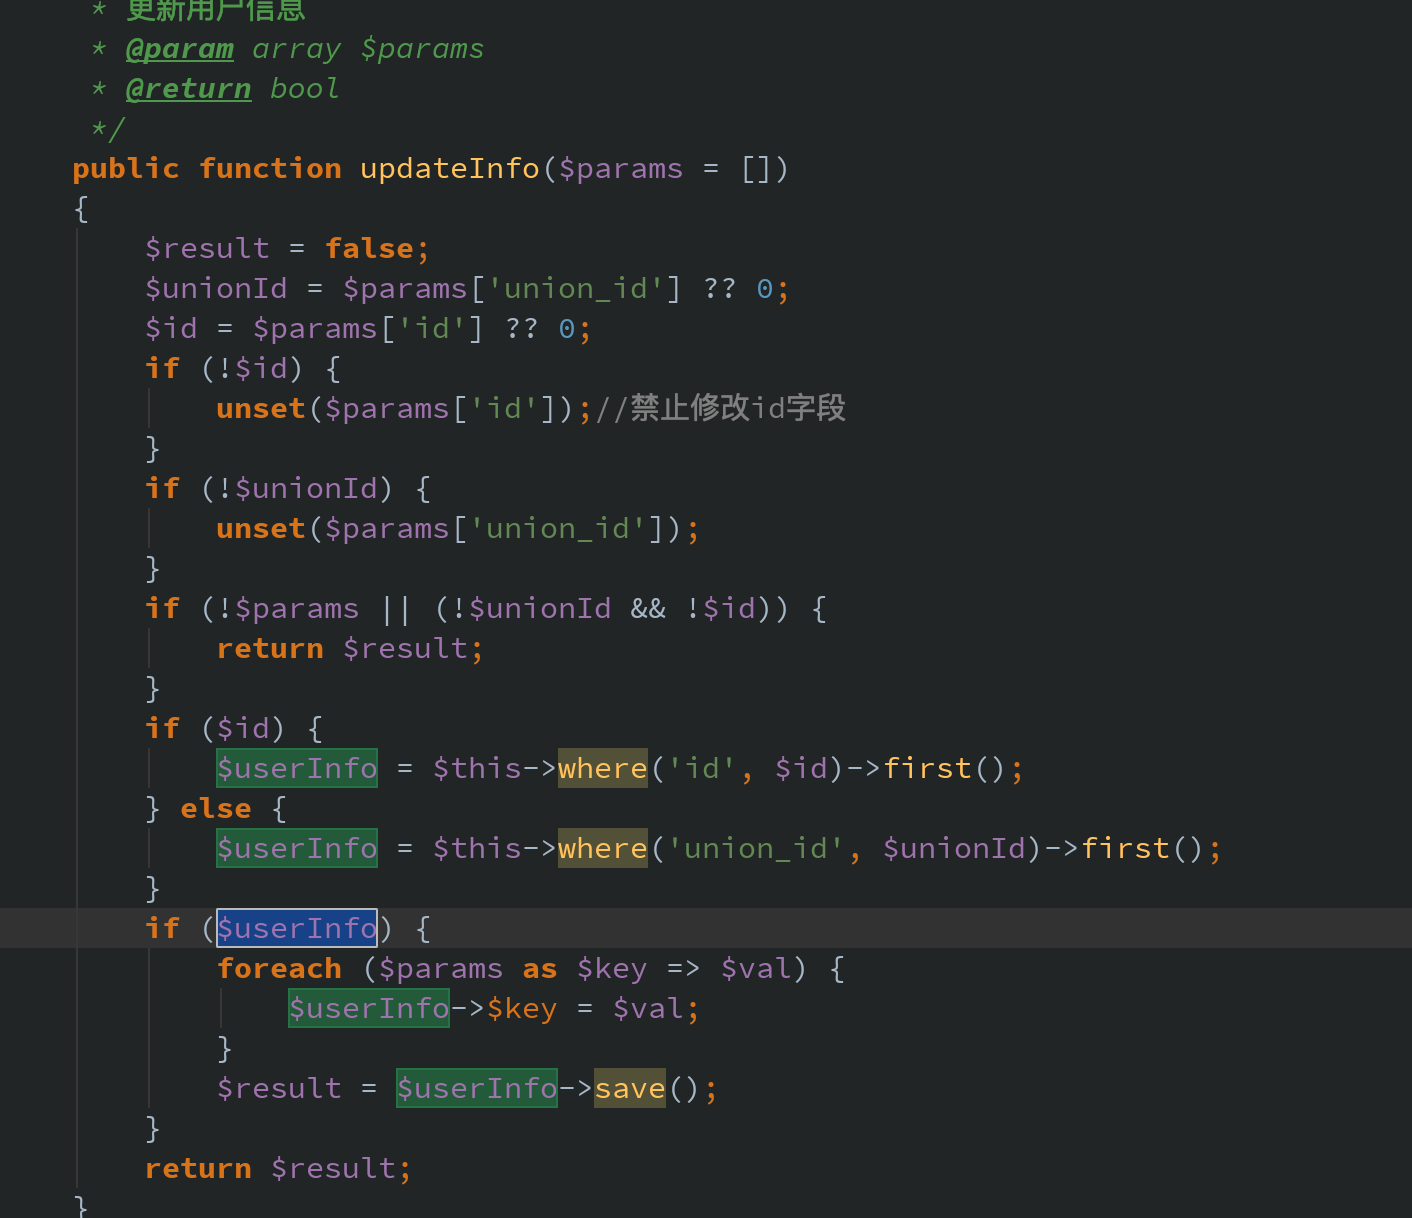 * 更新用户信息
* @param array $params
* @return bool
*/
public function updateInfo($params = [])
{
$result = false;
$unionId = $params['union_id'] ?? 0;
$id = $params['id'] ?? 0;
if (!$id) {
unset($params['id']);//禁止修改id字段
}
if (!$unionId) {
unset($params['union_id']);
}
if (!$params || (!$unionId && !$id)) {
return $result;
}
if ($id) {
$userInfo = $this->where('id', $id)->first();
} else {
$userInfo = $this->where('union_id', $unionId)->first();
}
if ($userInfo) {
foreach ($params as $key => $val) {
$userInfo->$key = $val;
}
$result = $userInfo->save();
}
return $result;
}